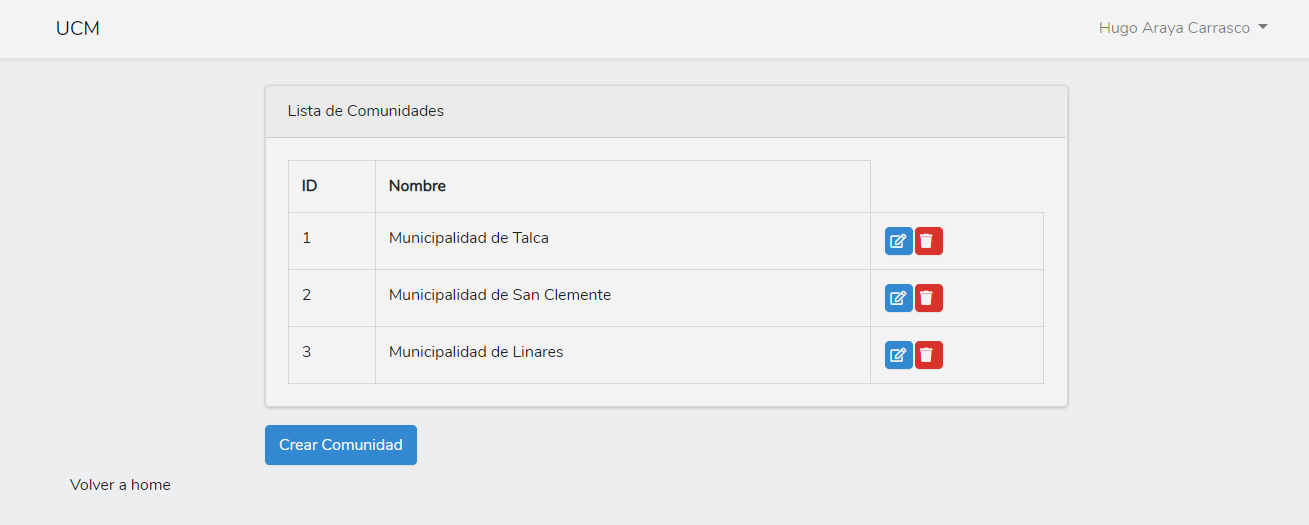 UCM
Hugo Araya Carrasco
Lista de Comunidades
ID Nombre
1 Municipalidad de Talca
2 Municipalidad de San Clemente
3 Municipalidad de Linares
Crear Comunidad
Volver a home